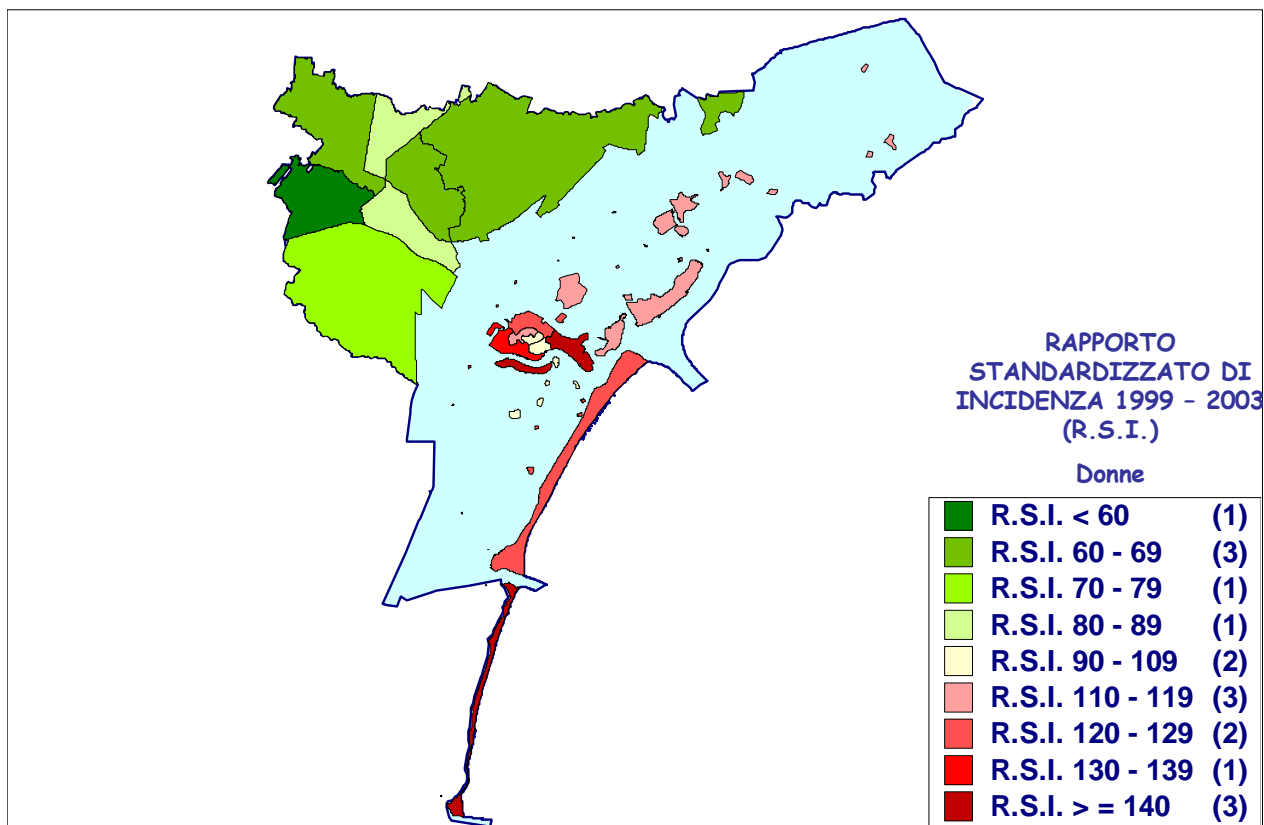 RAPPORTO
STANDARDIZZATO DI
INCIDENZA 1999 - 2003
(R.S.I.)
Donne
R.S.I. < 60 (1)
R.S.I. 60 - 69 (3)
R.S.I. 70 - 79 (1)
R.S.I. 80 - 89 (1)
R.S.I. 90 - 109 (2)
R.S.I. 110 - 119 (3)
R.S.I. 120 - 129 (2)
R.S.I. 130 - 139 (1)
R.S.I. > = 140 (3)